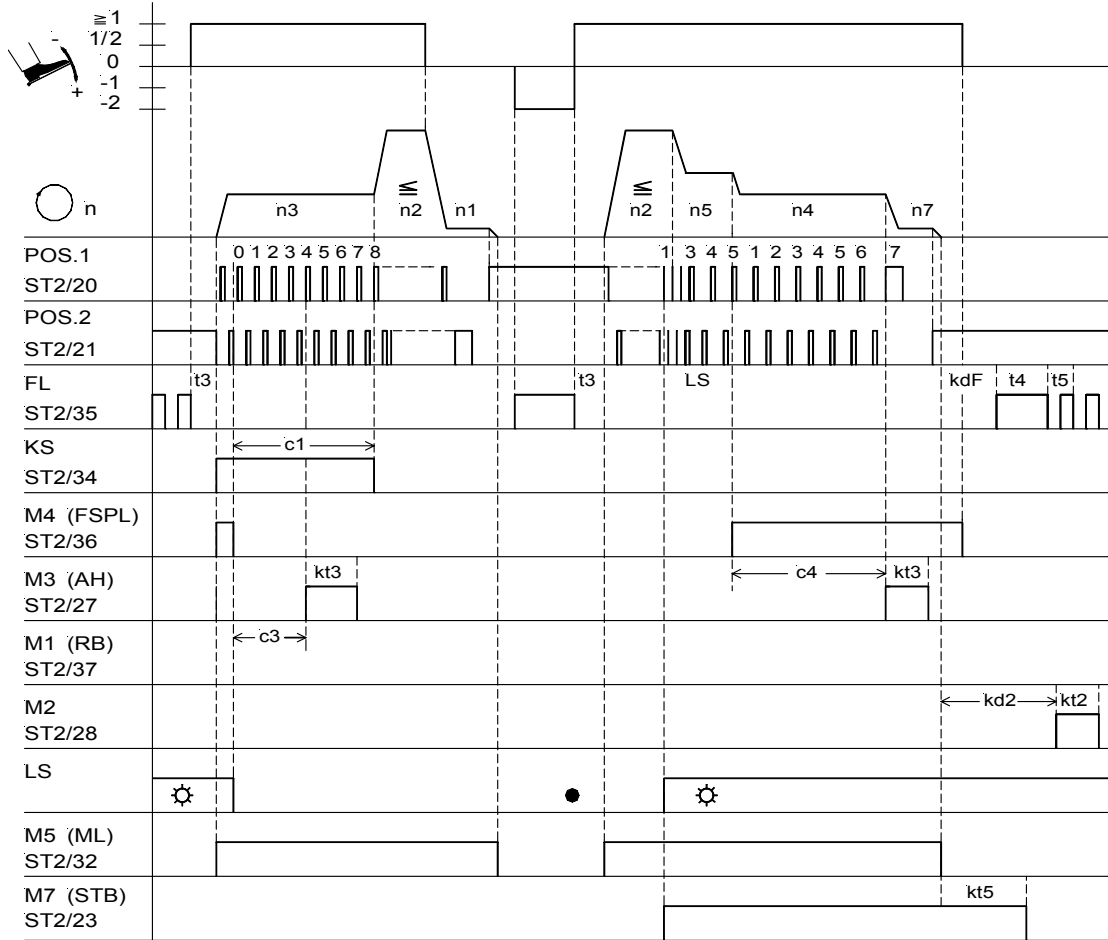 ≧1
- 1/2
0
-1
+ -2
n
n3
≦
n2
n1
≦
n2
n5
n4
n7
POS.1
0 1 2 3 4 5 6 7 8
1 3 4 5 1 2 3 4 5 6 7
ST2/20
POS.2
ST2/21
FL
t3
t3
LS
kdF
t4
t5
ST2/35
KS
c1
ST2/34
M4 (FSPL)
ST2/36
M3 (AH)
kt3
c4
kt3
ST2/27
M1 (RB)
c3
ST2/37
M2
kd2
kt2
ST2/28
LS
M5 (ML)
ST2/32
M7 (STB)
kt5
ST2/23